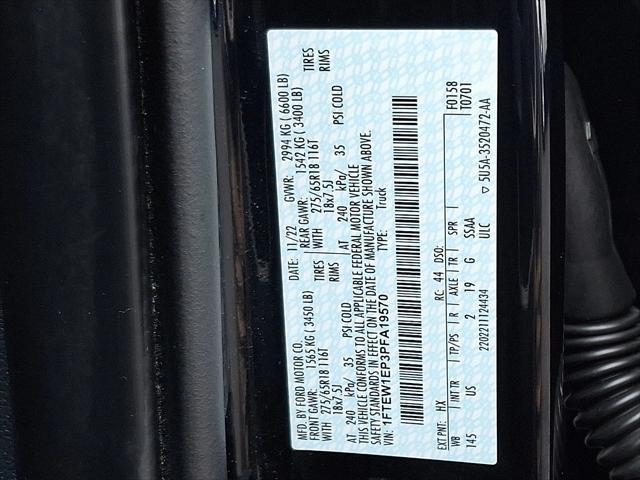 MFD. BY FORD MOTOR CO.
DATE: 11/22
GVWR: 2994 KG ( 6600 LB)
FRONT GAWR: 1565 KG ( 3450 LB)
REAR GAWR: 1542 KG ( 3400 LB)
WITH 275/65R18 116T TIRES
WITH 275/65R18 116T TIRES
18x7.5J RIMS
18x7.5J RIMS
AT 240 kPa/ 35 PSI COLD
AT 240 kPa/ 35 PSI COLD
THIS VEHICLE CONFORMS TO ALL APPLICABLE FEDERAL MOTOR VEHICLE
SAFETY STANDARDS IN EFFECT ON THE DATE OF MANUFACTURE SHOWN ABOVE.
VIN: 1FTEW1EP3PFA19570
TYPE: Truck
F0158
T0701
EXT PNT: HX RC: 44 DSO:
WB INT TR TP/PS R AXLE TR SPR
145 US 2 19 G SSAA
2202211124434 ULC
5U5A-3520472-AA